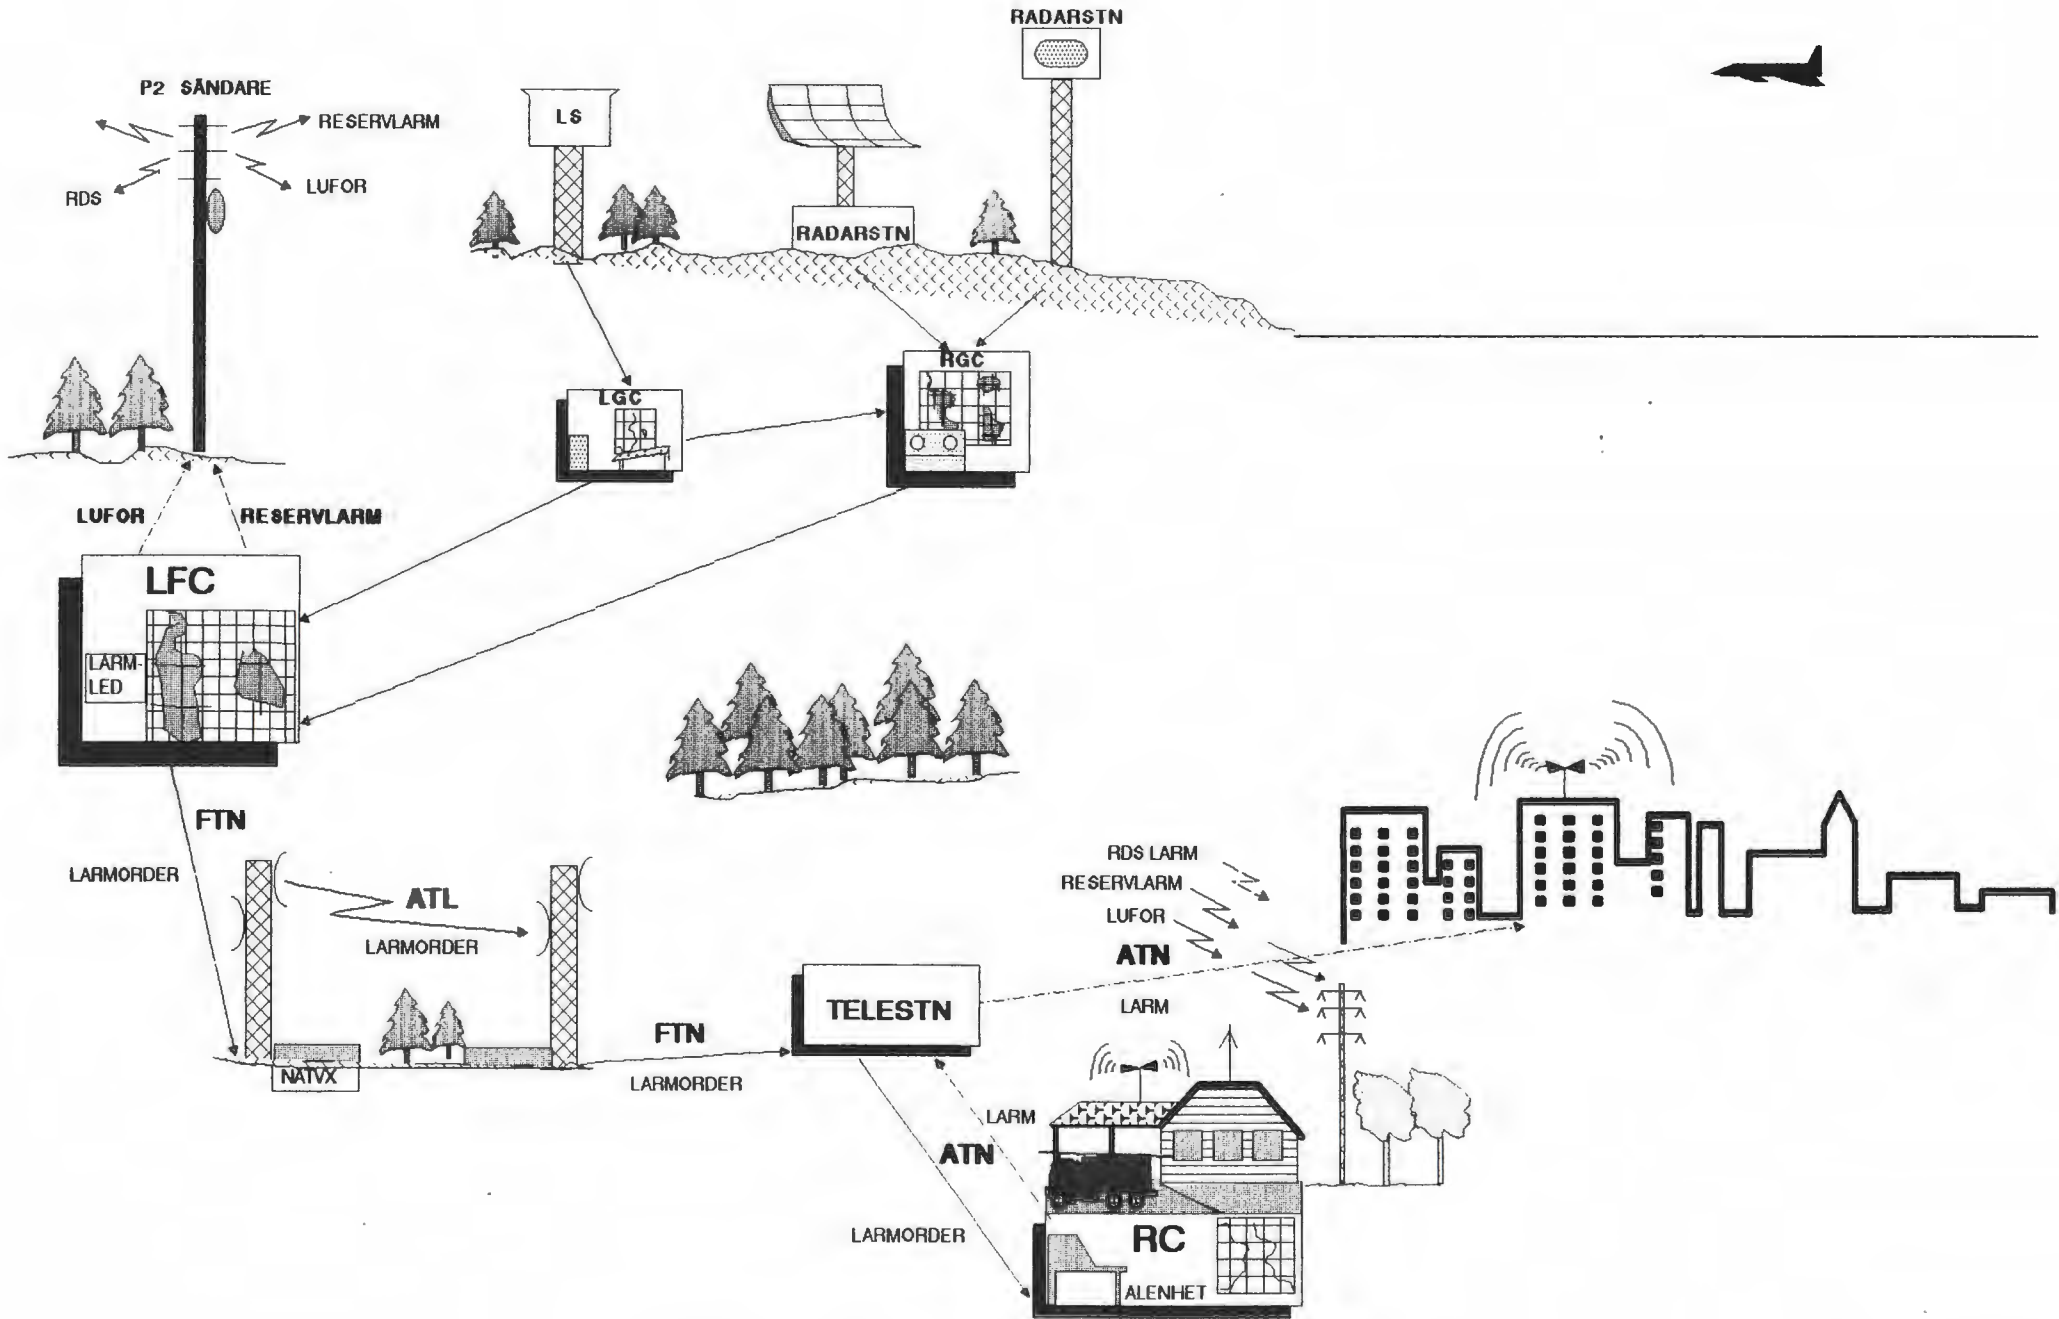 RADARSTN
P2 SÄNDARE
RESERVLARM
LS
RDS
LUFOR
RADARSTN
RGC
LGC
LUFOR
RESERVLARM
LFC
LARM-
LED
FTN
LARMORDER
ATL
LARMORDER
RDS LARM
RESERVLARM
LUFOR
ATN
LARM
TELESTN
FTN
LARMORDER
NATVX
LARM
ATN
LARMORDER
RC
ALENHET